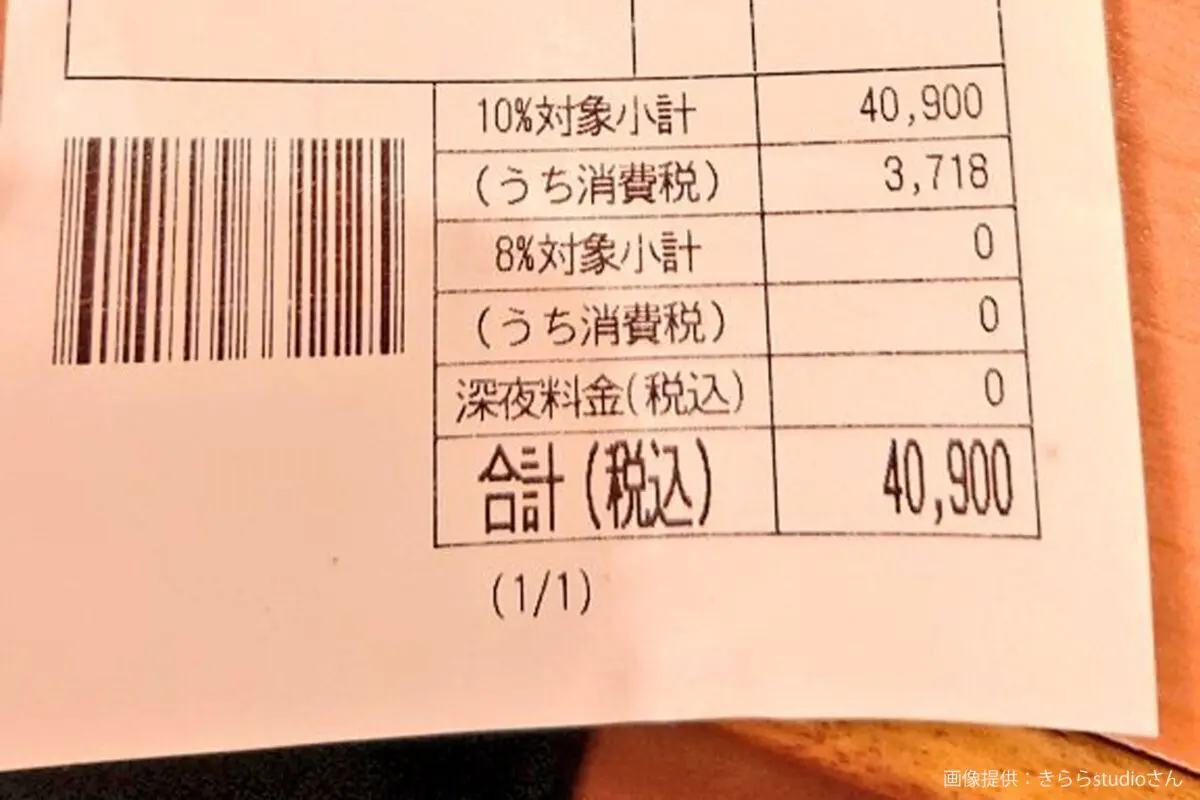 10%対象小計 40,900
(うち消費税) 3,718
8%対象小計 0
(うち消費税) 0
深夜料金(税込) 0
合計(税込) 40,900
(1/1)
画像提供：きららstudioさん